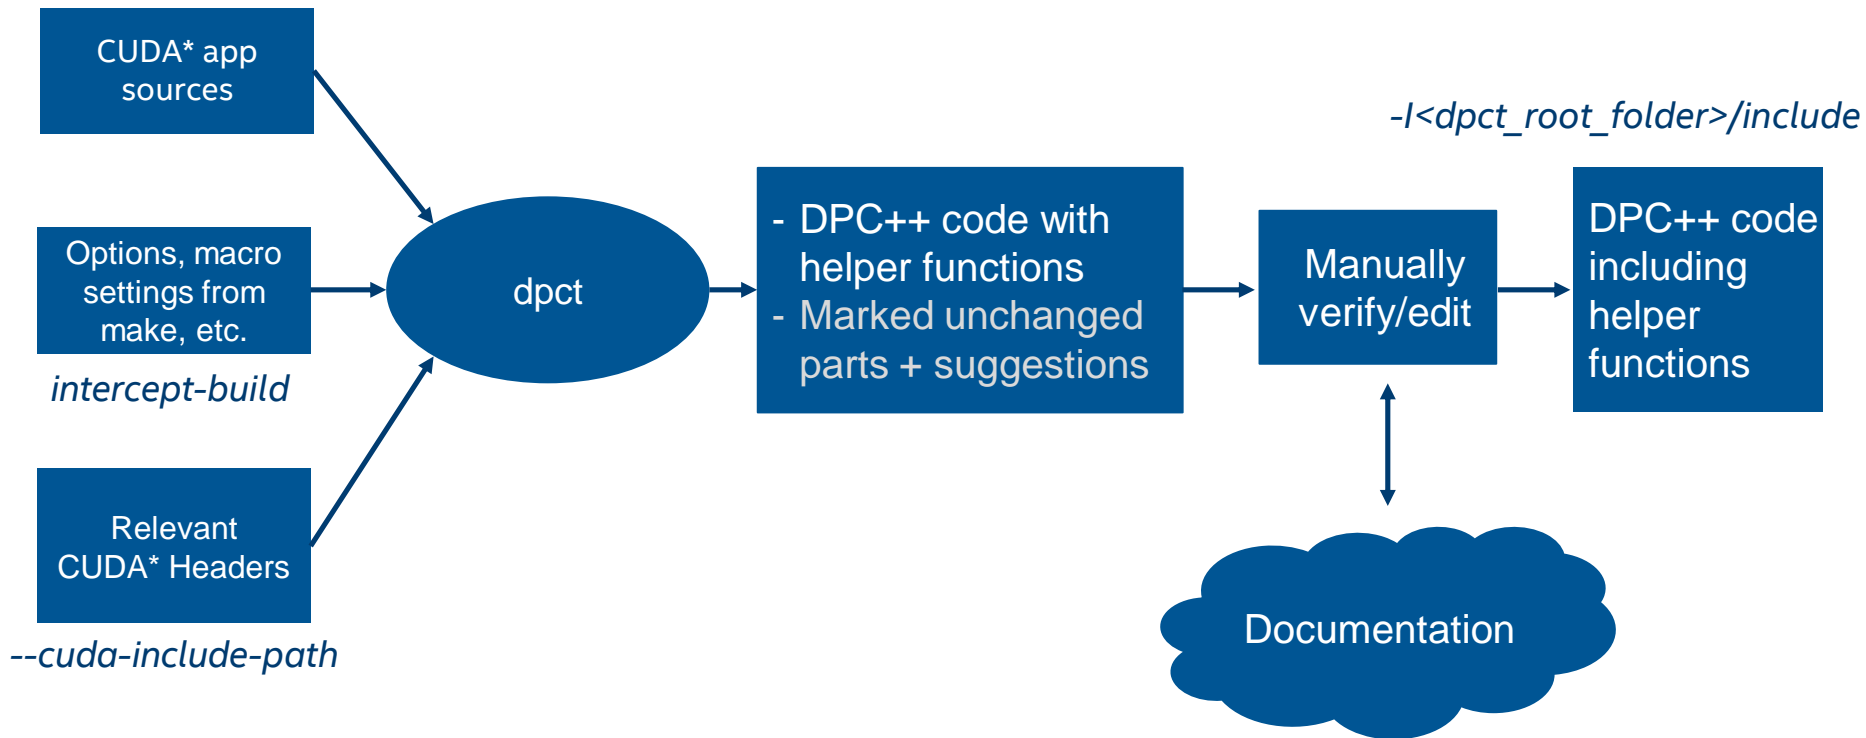 CUDA* app
sources
Options, macro
settings from
make, etc.
intercept-build
Relevant
CUDA* Headers
--cuda-include-path
dpct
- DPC++ code with
helper functions
- Marked unchanged
parts + suggestions
Manually
verify/edit
Documentation
-I<dpct_root_folder>/include
DPC++ code
including
helper
functions